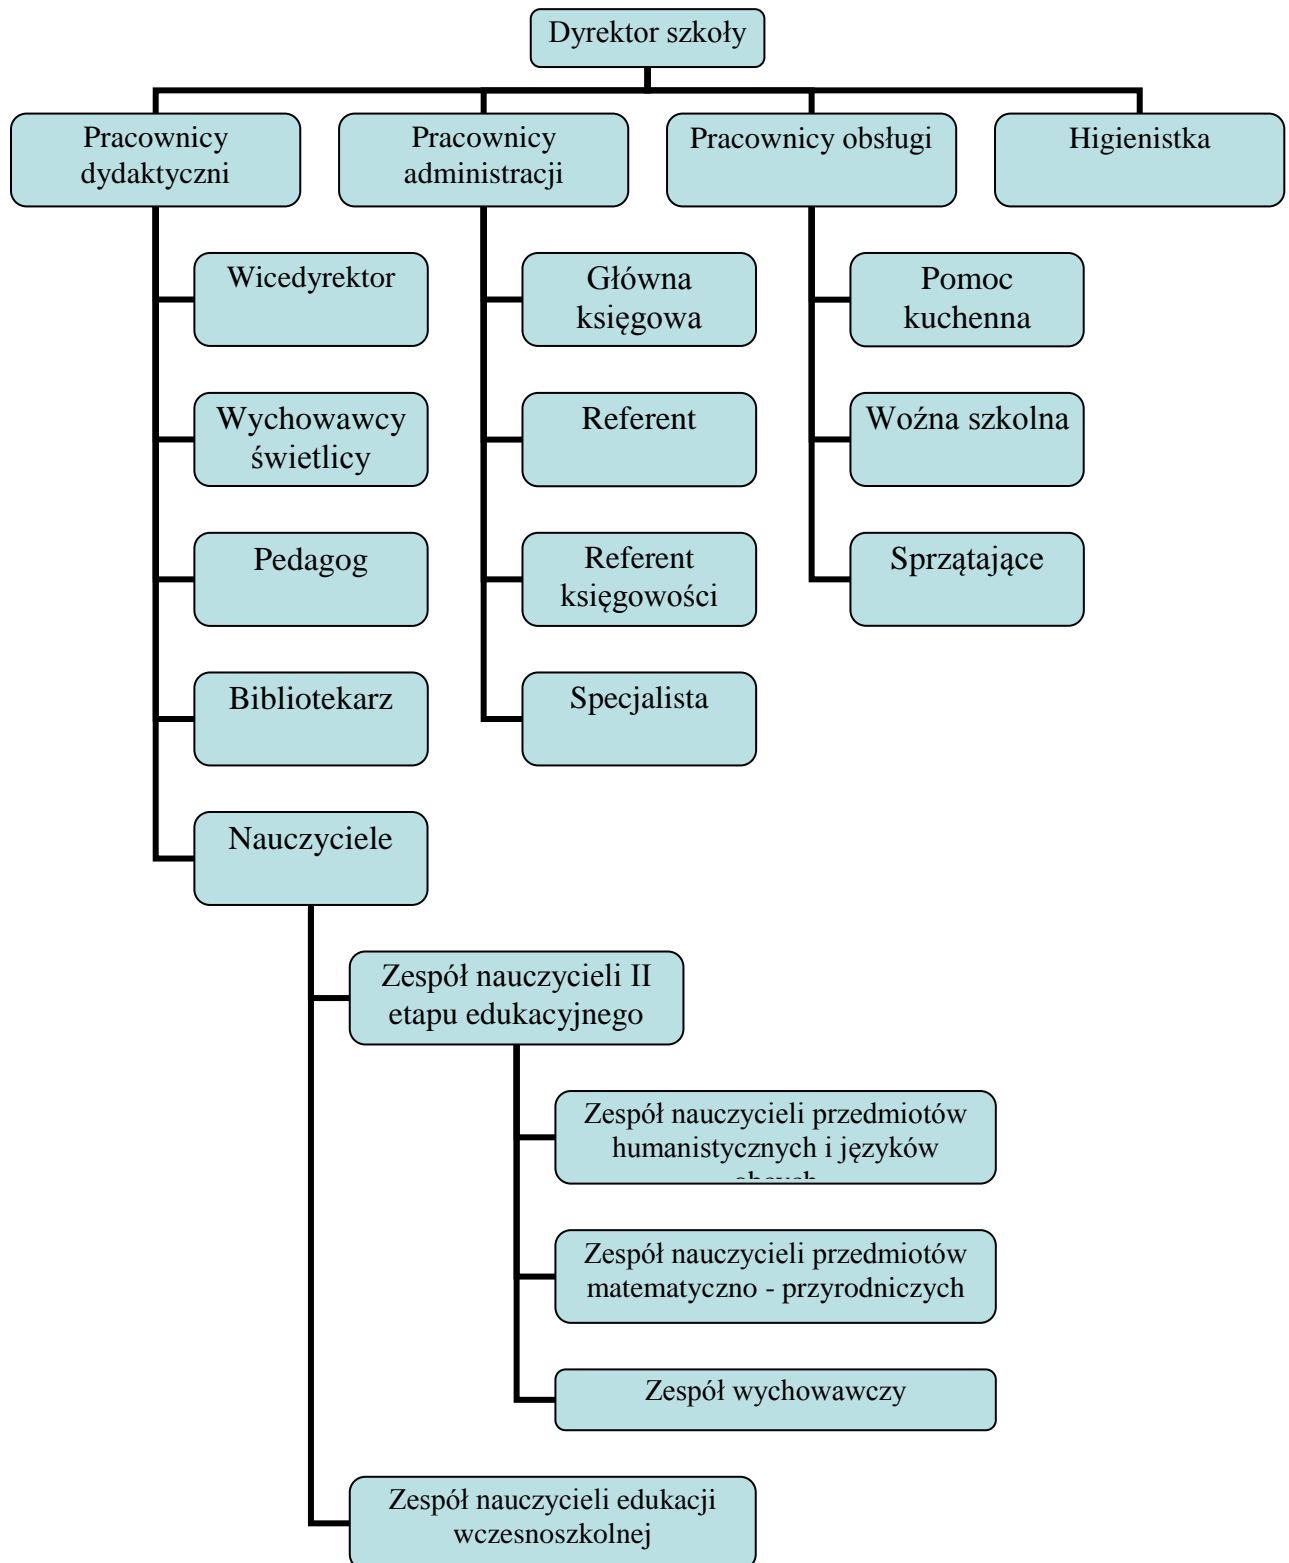 Dyrektor szkoły
Pracownicy
dydaktyczni
Pracownicy
administracji
Pracownicy obsługi
Higienistka
Wicedyrektor
Główna
księgowa
Pomoc
kuchenna
Wychowawcy
świetlicy
Referent
Woźna szkolna
Pedagog
Referent
księgowości
Sprzątające
Bibliotekarz
Specjalista
Nauczyciele
Zespół nauczycieli II
etapu edukacyjnego
Zespół nauczycieli przedmiotów
humanistycznych i języków
Zespół nauczycieli przedmiotów
matematyczno - przyrodniczych
Zespół wychowawczy
Zespół nauczycieli edukacji
wczesnoszkolnej